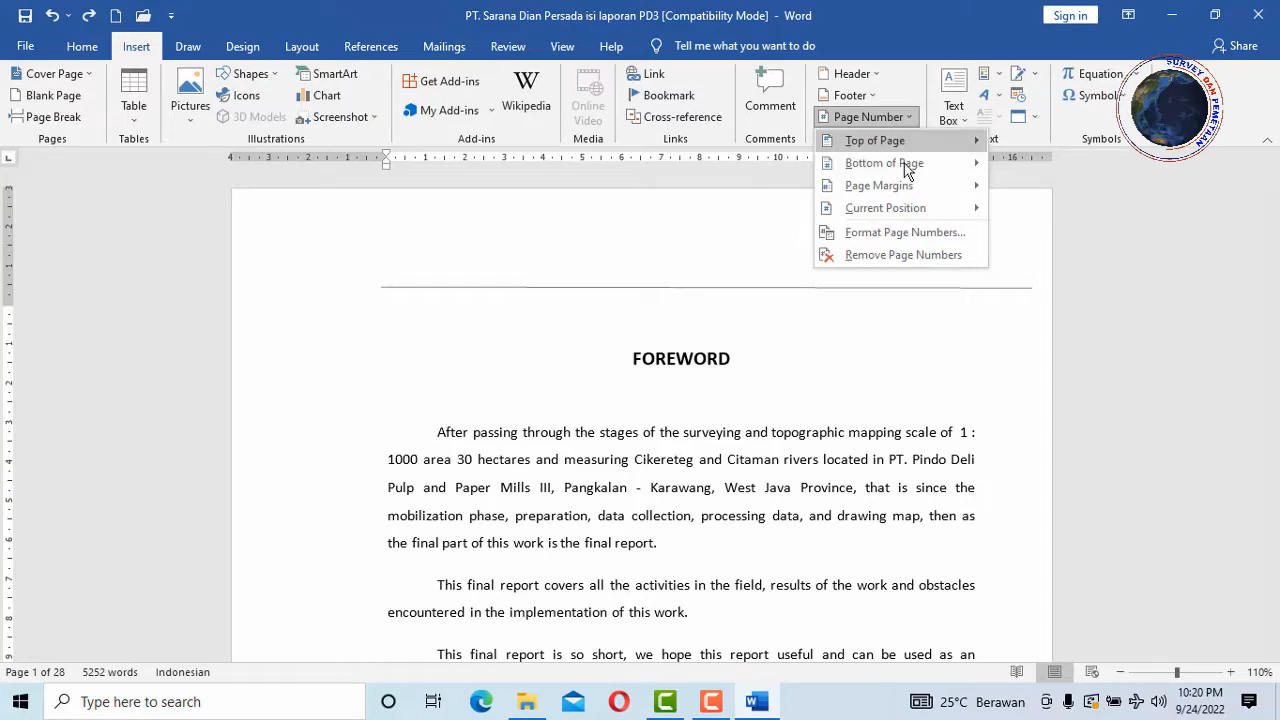 PT. Sarana Dian Persada isi laporan PD3 [Compatibility Mode] - Word
Sign in
File Home Insert Draw Design Layout References Mailings Review View Help Tell me what you want to do Share
Cover Page
Blank Page
Page Break
Pages
Table
Tables
Pictures
Shapes
Icons
3D Models
SmartArt
Chart
Screenshot
Illustrations
Get Add-ins
My Add-ins
Wikipedia
Add-ins
Online
Video
Media
Link
Bookmark
Cross-reference
Links
Comment
Comments
Header
Footer
Page Number
Text
Box
Equation
Symbol
Symbols
SURVEY DAN PEMETAAN
Top of Page
Bottom of Page
Page Margins
Current Position
Format Page Numbers...
Remove Page Numbers
FOREWORD
After passing through the stages of the surveying and topographic mapping scale of 1 :
1000 area 30 hectares and measuring Cikereteg and Citaman rivers located in PT. Pindo Deli
Pulp and Paper Mills III, Pangkalan - Karawang, West Java Province, that is since the
mobilization phase, preparation, data collection, processing data, and drawing map, then as
the final part of this work is the final report.
This final report covers all the activities in the field, results of the work and obstacles
encountered in the implementation of this work.
This final report is so short, we hope this report useful and can be used as an
Page 1 of 28 5252 words Indonesian
110%
Type here to search
25°C Berawan
10:20 PM
9/24/2022